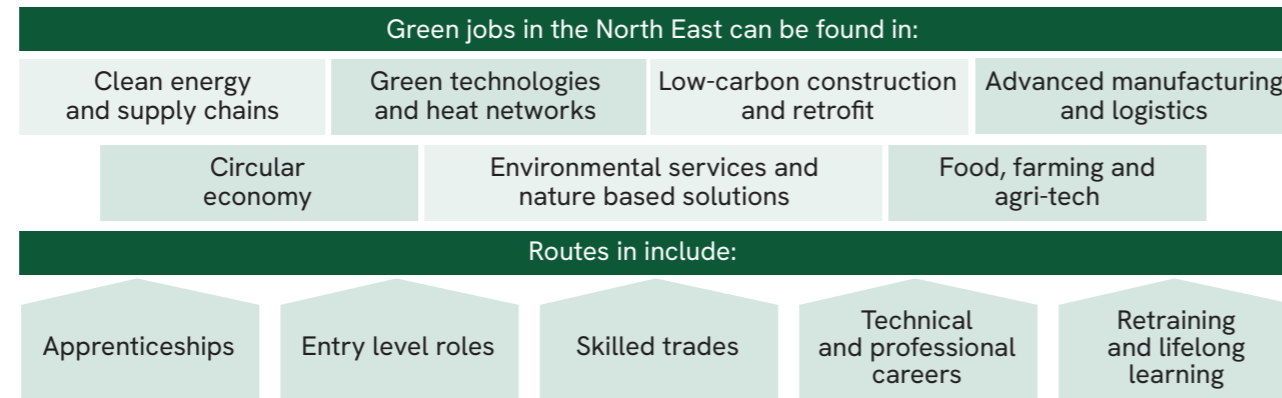 Green jobs in the North East can be found in:
Clean energy
and supply chains
Green technologies
and heat networks
Low-carbon construction
and retrofit
Advanced manufacturing
and logistics
Circular
economy
Environmental services and
nature based solutions
Food, farming and
agri-tech
Routes in include:
Apprenticeships
Entry level roles
Skilled trades
Technical
and professional
careers
Retraining
and lifelong
learning